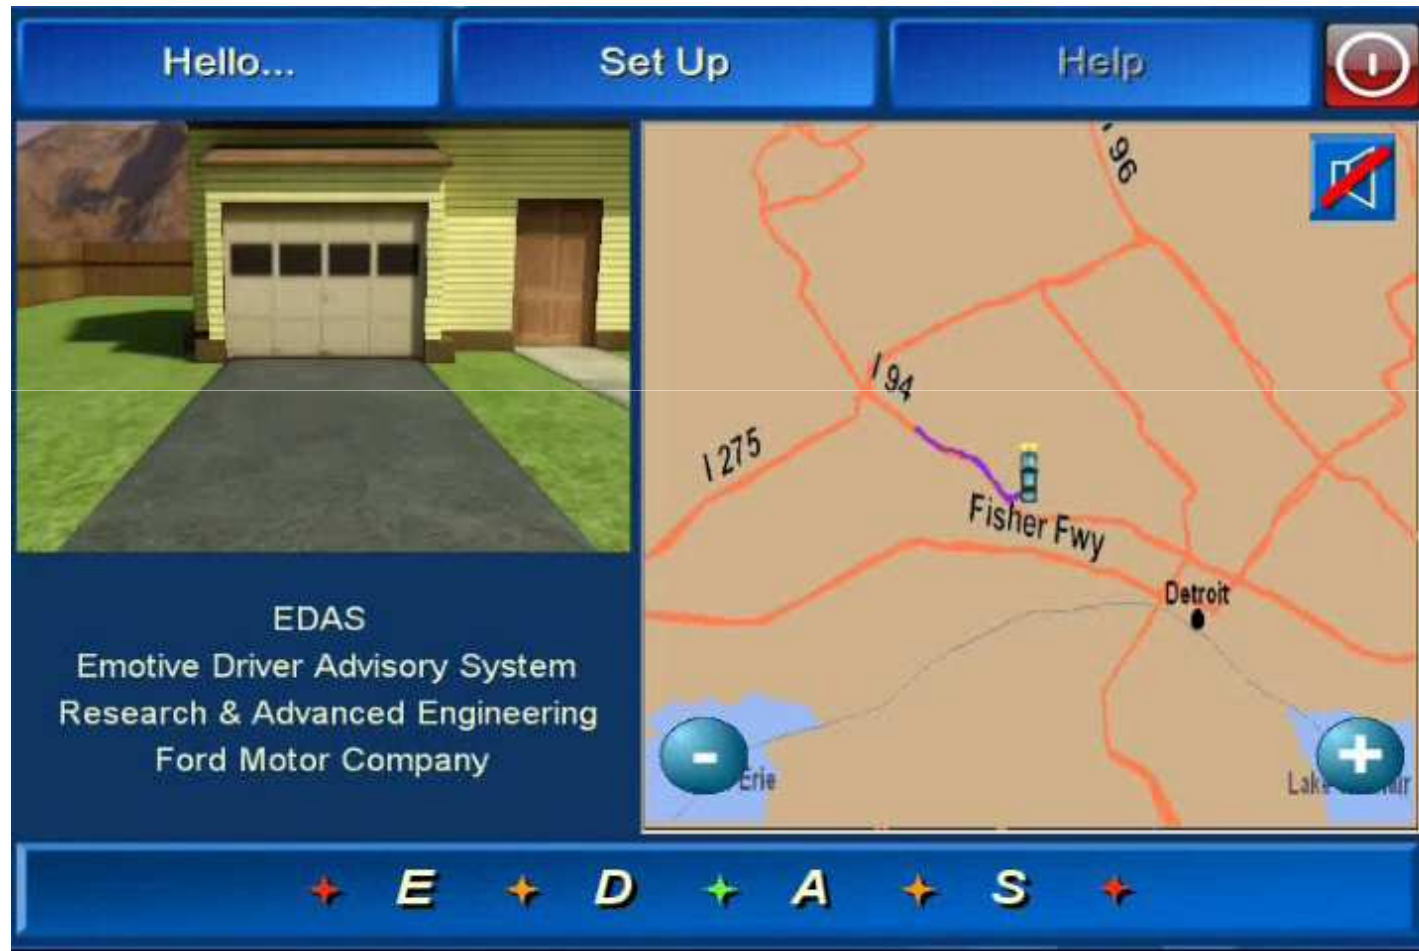 Hello...
Set Up
Help
I 96
I 94
I 275
Fisher Fwy
Detroit
Erie
Lake
EDAS
Emotive Driver Advisory System
Research & Advanced Engineering
Ford Motor Company
E D A S